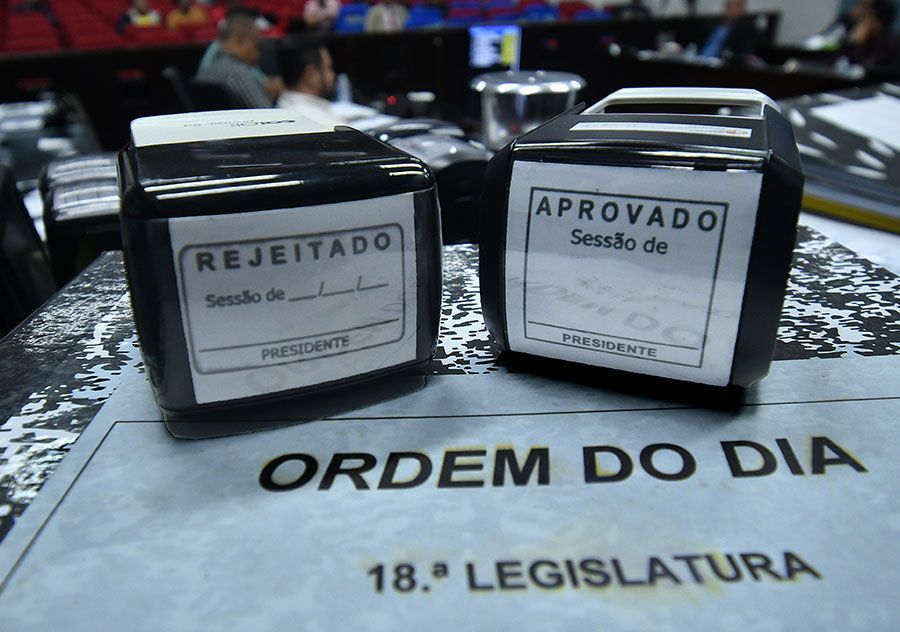 REJEITADO
Sessão de __/__/__
PRESIDENTE
APROVADO
Sessão de
PRESIDENTE
ORDEM DO DIA
18.ª LEGISLATURA